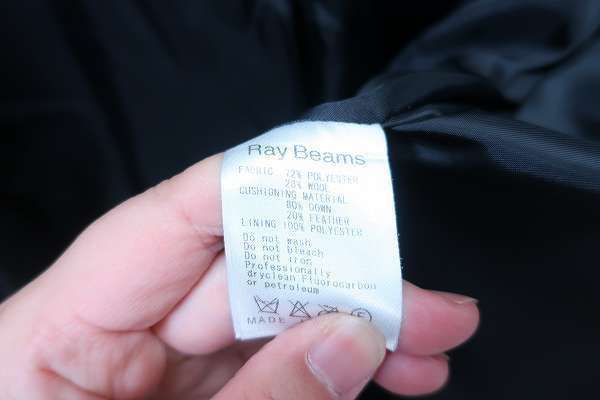 Ray Beams
FABRIC 72% POLYESTER
28% WOOL
CUSHIONING MATERIAL
80% DOWN
20% FEATHER
LINING 100% POLYESTER
Do not wash
Do not bleach
Do not iron
Professionally
dryclean Fluorocarbon
or petroleum
F
MADE